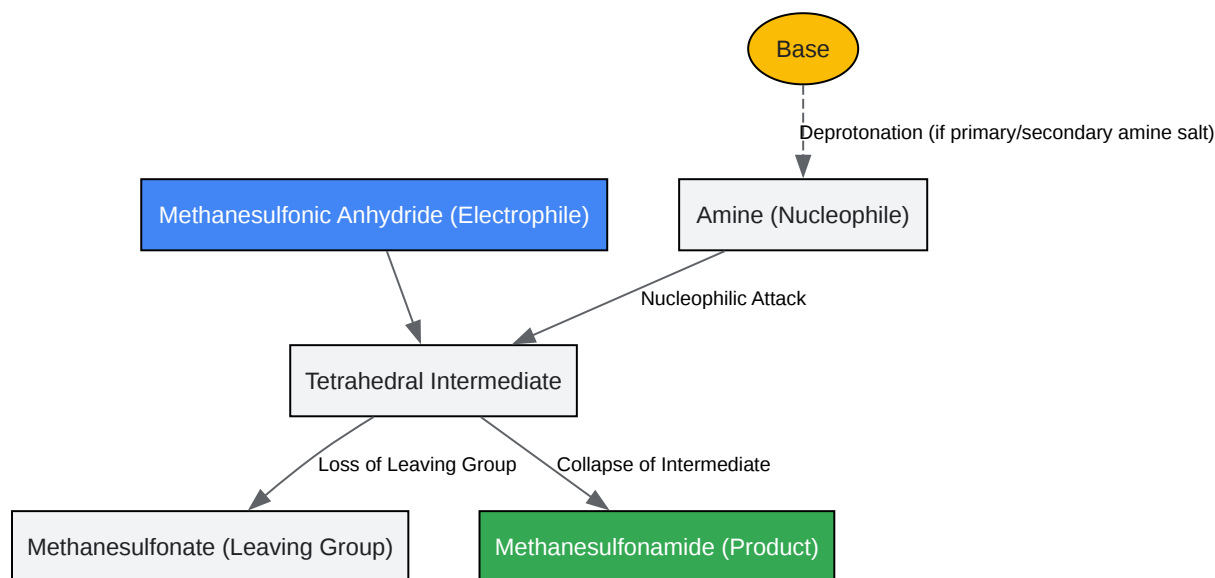 Base
Deprotonation (if primary/secondary amine salt)
Methanesulfonic Anhydride (Electrophile)
Amine (Nucleophile)
Nucleophilic Attack
Tetrahedral Intermediate
Loss of Leaving Group
Collapse of Intermediate
Methanesulfonate (Leaving Group)
Methanesulfonamide (Product)